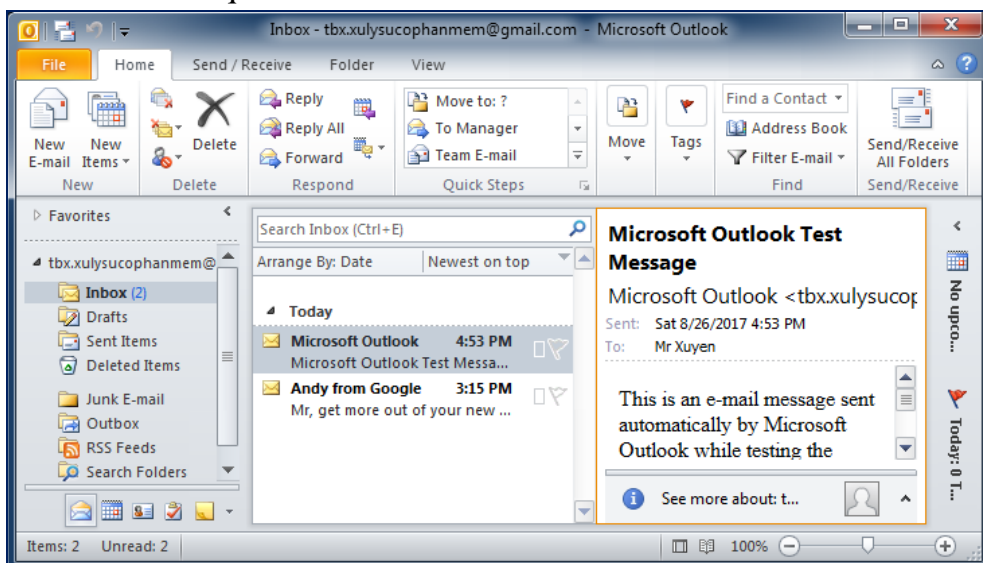 Inbox - tbx.xulysucophanmem@gmail.com - Microsoft Outlook
File Home Send / Receive Folder View
New E-mail
New Items
Delete
Reply
Reply All
Forward
Move to: ?
To Manager
Team E-mail
Move
Tags
Find a Contact
Address Book
Filter E-mail
Send/Receive All Folders
New Delete Respond Quick Steps Find Send/Receive
Favorites
tbx.xulysucophanmem@
Inbox (2)
Drafts
Sent Items
Deleted Items
Junk E-mail
Outbox
RSS Feeds
Search Folders
Search Inbox (Ctrl+E)
Arrange By: Date Newest on top
Today
Microsoft Outlook 4:53 PM
Microsoft Outlook Test Messa...
Andy from Google 3:15 PM
Mr, get more out of your new ...
Microsoft Outlook Test
Message
Microsoft Outlook <tbx.xulysucop
Sent: Sat 8/26/2017 4:53 PM
To: Mr Xuyen
This is an e-mail message sent
automatically by Microsoft
Outlook while testing the
See more about: t...
No upco...
Today: 0 T...
Items: 2 Unread: 2 100%